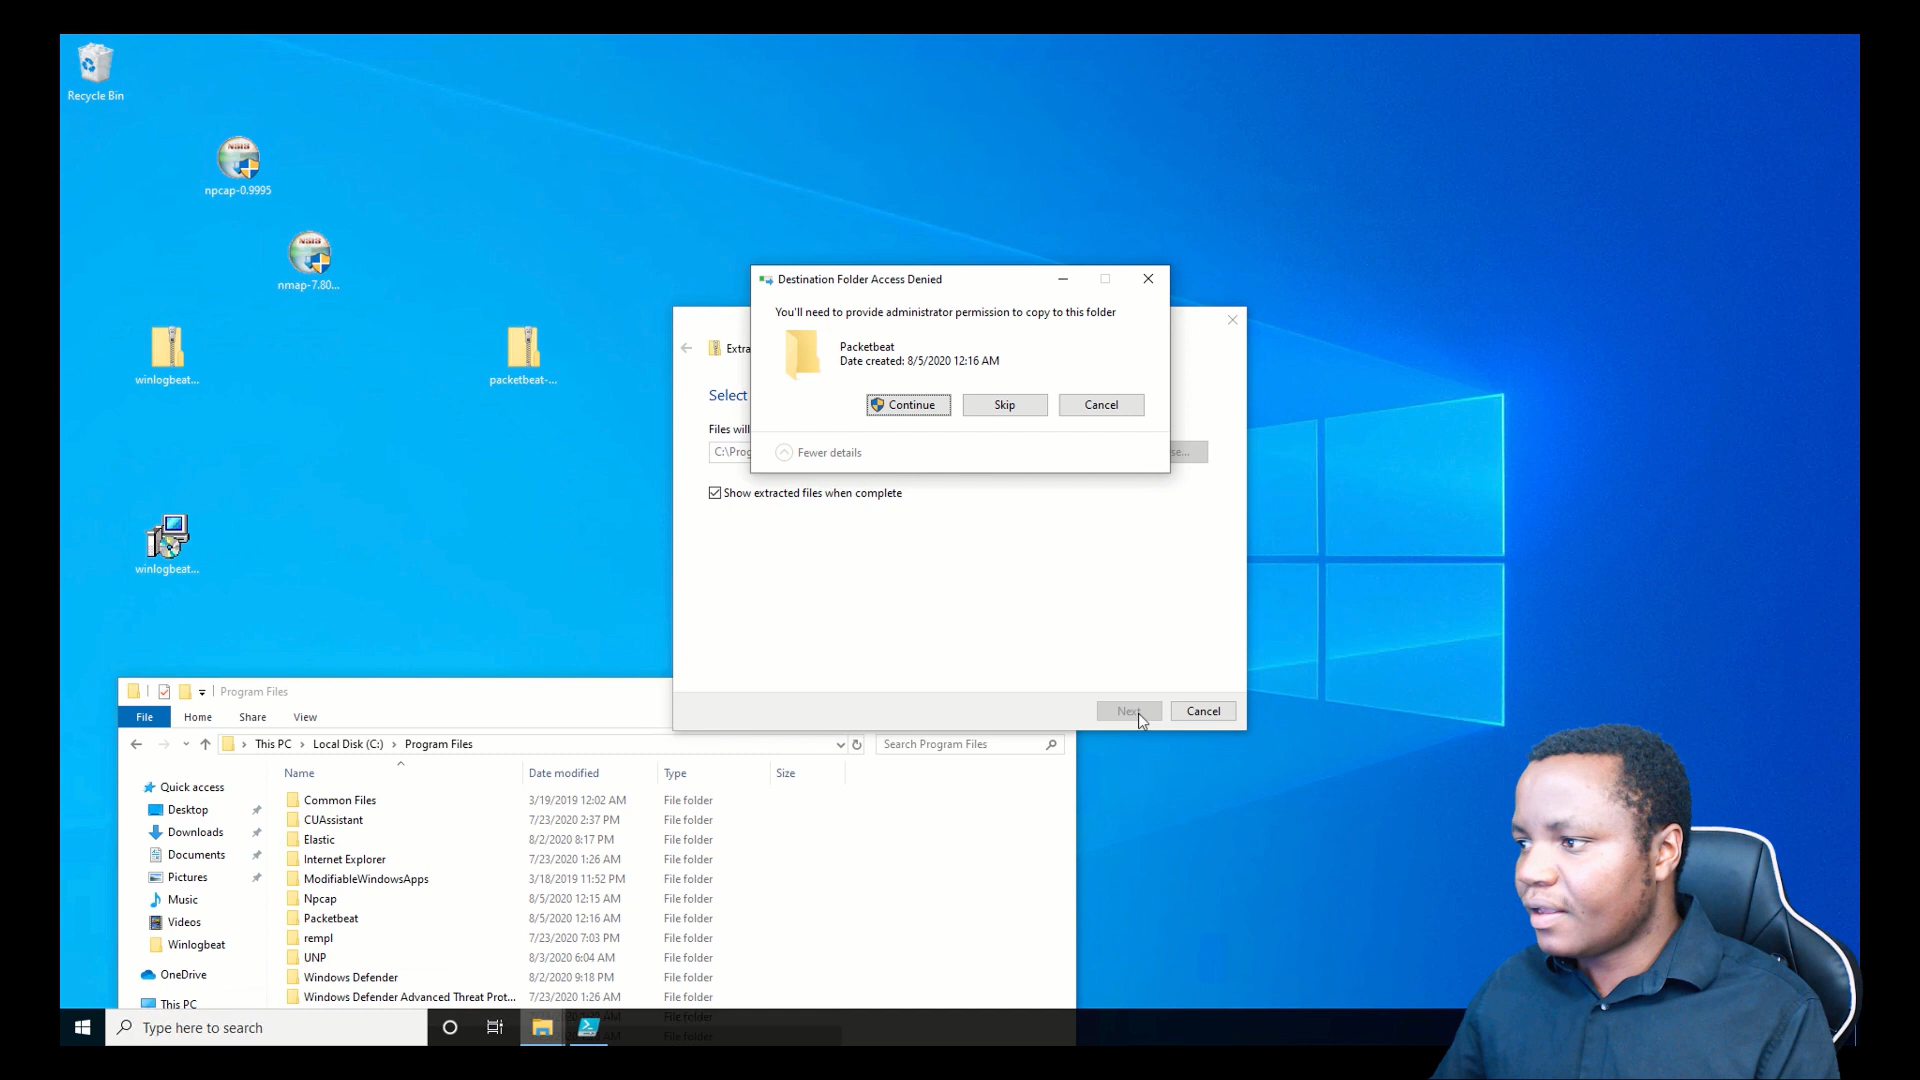 Recycle Bin
npcap-0.9995
nmap-7.80...
winlogbeat...
packetbeat-...
winlogbeat...
Destination Folder Access Denied
You'll need to provide administrator permission to copy to this folder
Packetbeat
Date created: 8/5/2020 12:16 AM
Continue
Skip
Cancel
Fewer details
Extra
Select
Files will
C:\Prog
se...
Show extracted files when complete
Next
Cancel
Program Files
File Home Share View
This PC > Local Disk (C:) > Program Files
Search Program Files
Name Date modified Type Size
Quick access
Desktop
Downloads
Documents
Pictures
Music
Videos
Winlogbeat
OneDrive
This PC
Common Files 3/19/2019 12:02 AM File folder
CUAssistant 7/23/2020 2:37 PM File folder
Elastic 8/2/2020 8:17 PM File folder
Internet Explorer 7/23/2020 1:26 AM File folder
ModifiableWindowsApps 3/18/2019 11:52 PM File folder
Npcap 8/5/2020 12:15 AM File folder
Packetbeat 8/5/2020 12:16 AM File folder
rempl 7/23/2020 7:03 PM File folder
UNP 8/3/2020 6:04 AM File folder
Windows Defender 8/2/2020 9:18 PM File folder
Windows Defender Advanced Threat Prot... 7/23/2020 1:26 AM File folder
File folder
File folder
Type here to search